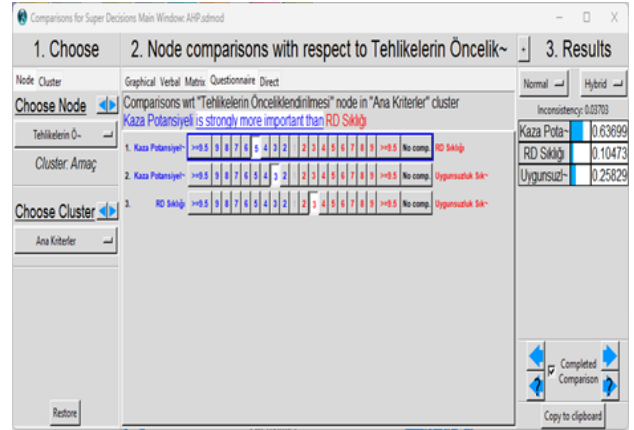 Comparisons for Super Decisions Main Window: AHP.sdmod
1. Choose
2. Node comparisons with respect to Tehlikelerin Öncelik~
3. Results
Node Cluster
Graphical Verbal Matrix Questionnaire Direct
Normal
Hybrid
Choose Node
Comparisons wrt "Tehlikelerin Önceliklendirilmesi" node in "Ana Kriterler" cluster
Kaza Potansiyeli is strongly more important than RD Sıklığı
Inconsistency: 0.03703
Tehlikelerin Ö~
1. Kaza Potansiyel~ >=9.5 9 8 7 6 5 4 3 2 2 3 4 5 6 7 8 9 >=9.5 No comp. RD Sıklığı
Kaza Pota~ 0.63699
RD Sıklığı 0.10473
Cluster: Amaç
2. Kaza Potansiyel~ >=9.5 9 8 7 6 5 4 3 2 2 3 4 5 6 7 8 9 >=9.5 No comp. Uygunsuzluk Sık~
Uygunsuzl~ 0.25829
Choose Cluster
3. RD Sıklığı >=9.5 9 8 7 6 5 4 3 2 2 3 4 5 6 7 8 9 >=9.5 No comp. Uygunsuzluk Sık~
Ana Kriterler
Completed
Comparison
Restore
Copy to clipboard